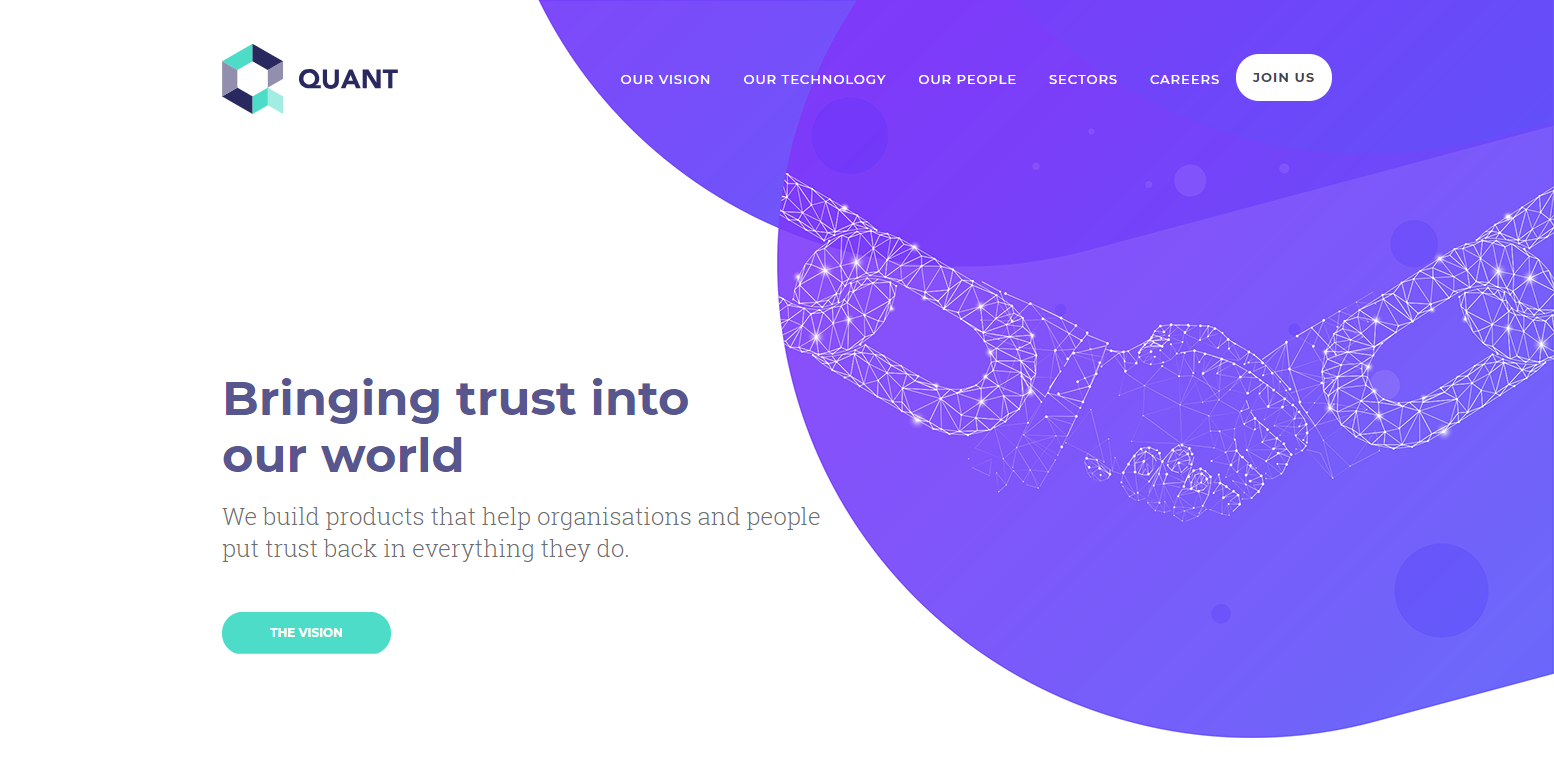 QUANT
OUR VISION
OUR TECHNOLOGY
OUR PEOPLE
SECTORS
CAREERS
JOIN US
Bringing trust into
our world
We build products that help organisations and people
put trust back in everything they do.
THE VISION